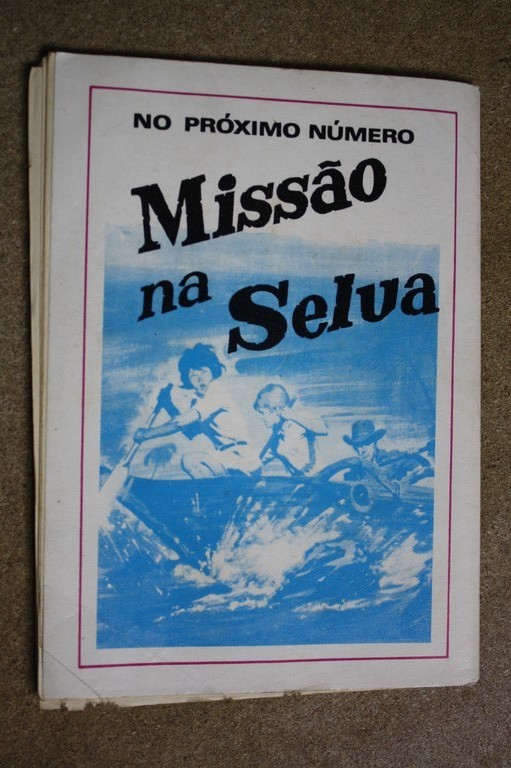 NO PRÓXIMO NÚMERO
Missão
na Selva